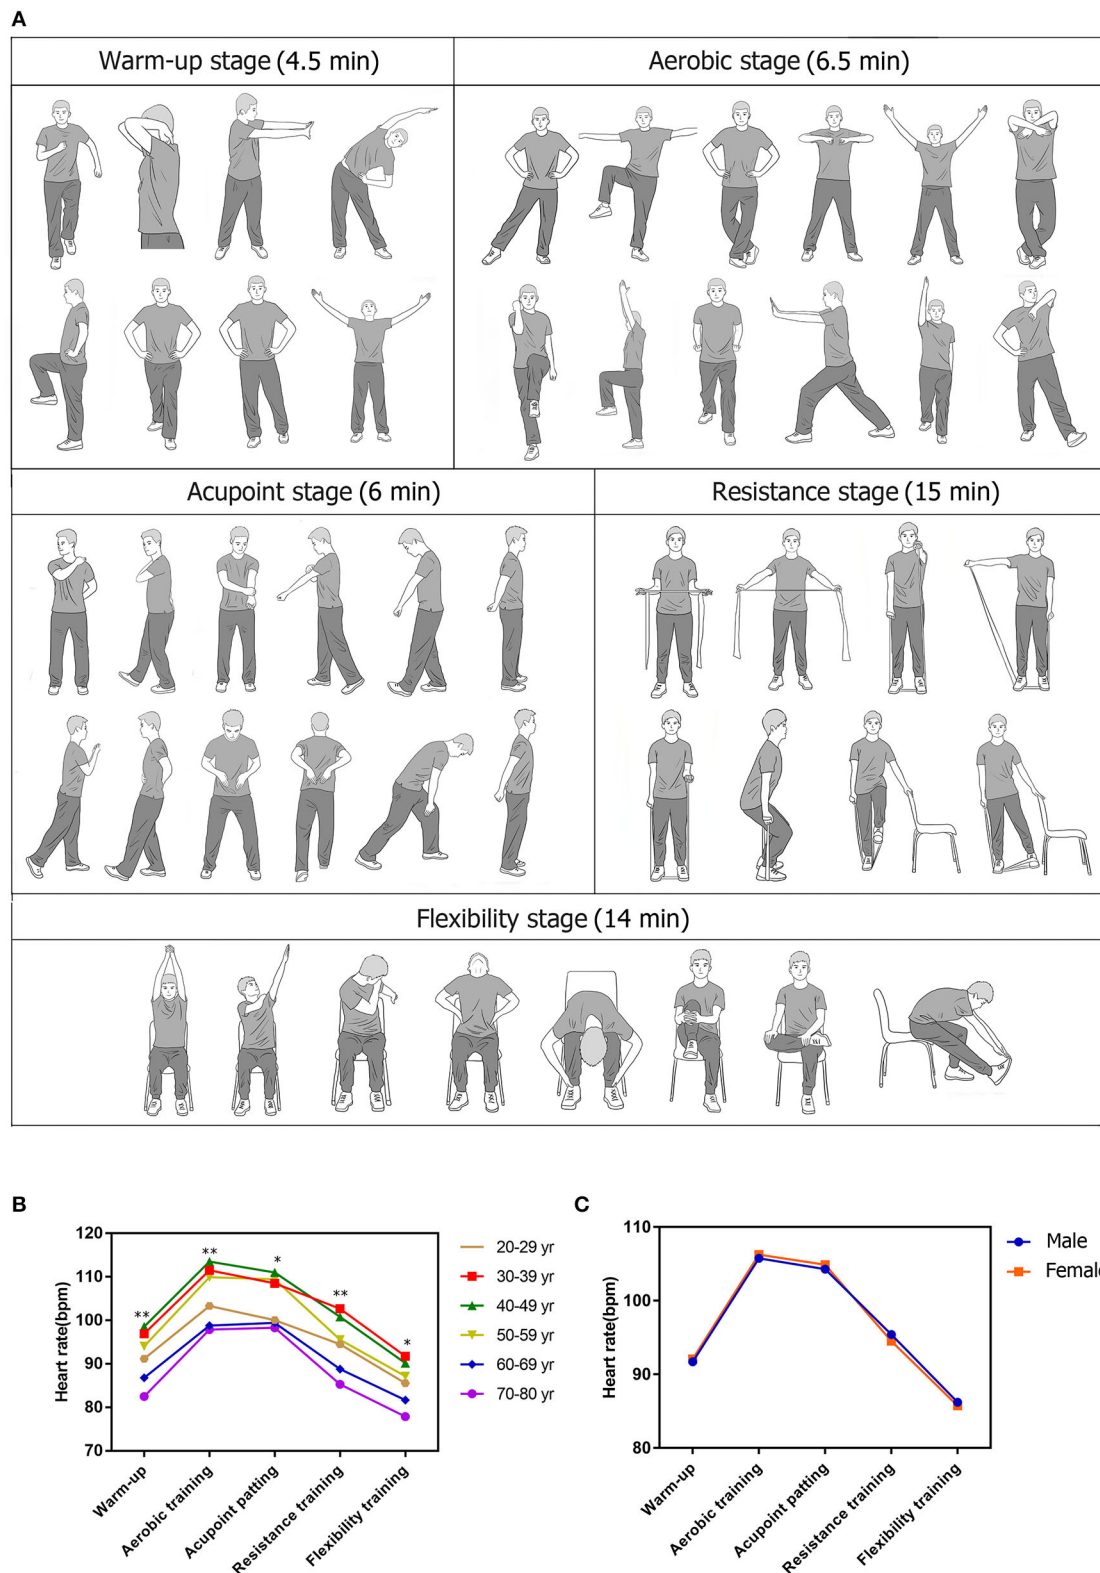 A
Warm-up stage (4.5 min)
Aerobic stage (6.5 min)
Acupoint stage (6 min)
Resistance stage (15 min)
Flexibility stage (14 min)
B
Heart rate(bpm)
120
110
100
90
80
70
**
**
*
**
*
Warm-up
Aerobic training
Acupoint patting
Resistance training
Flexibility training
20-29 yr
30-39 yr
40-49 yr
50-59 yr
60-69 yr
70-80 yr
C
Heart rate(bpm)
110
100
90
80
Warm-up
Aerobic training
Acupoint patting
Resistance training
Flexibility training
Male
Female